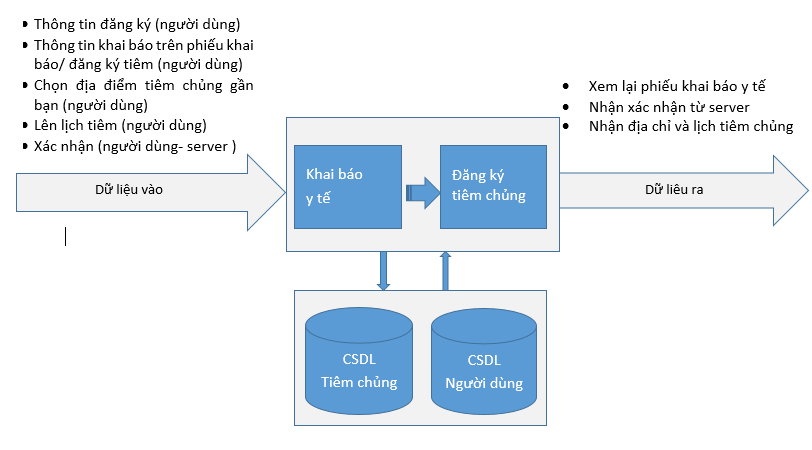 • Thông tin đăng ký (người dùng)
• Thông tin khai báo trên phiếu khai
báo/ đăng ký tiêm (người dùng)
• Chọn địa điểm tiêm chủng gần
bạn (người dùng)
• Lên lịch tiêm (người dùng)
• Xác nhận (người dùng- server )
Dữ liệu vào
Khai báo
y tế
Đăng ký
tiêm chủng
• Xem lại phiếu khai báo y tế
• Nhận xác nhận từ server
• Nhận địa chỉ và lịch tiêm chủng
Dữ liêu ra
CSDL
Tiêm chủng
CSDL
Người dùng